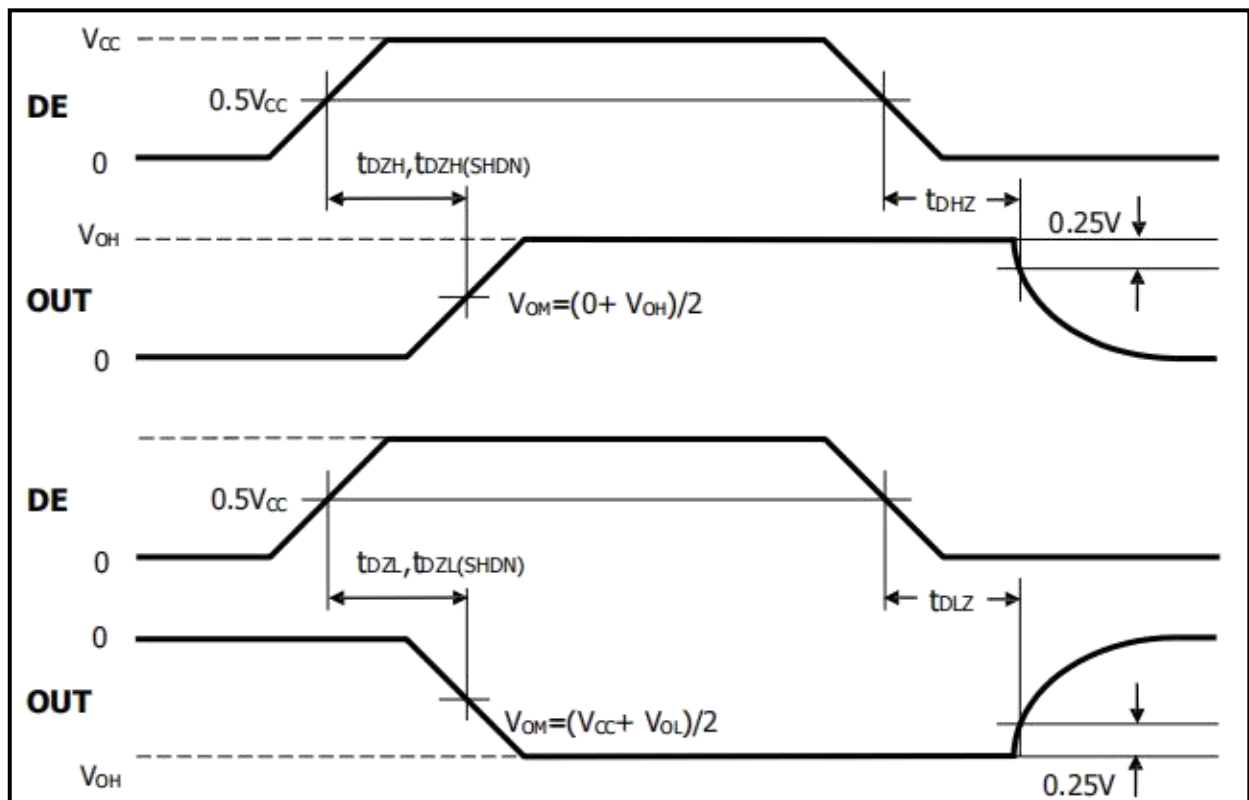 VCC
0.5VCC
DE
0
tDZH,tDZH(SHDN)
tDHZ
0.25V
VOH
OUT
VOM=(0+ VOH)/2
0
DE
0.5VCC
0
tDZL,tDZL(SHDN)
tDLZ
0
OUT
VOM=(VCC+ VOL)/2
VOH
0.25V